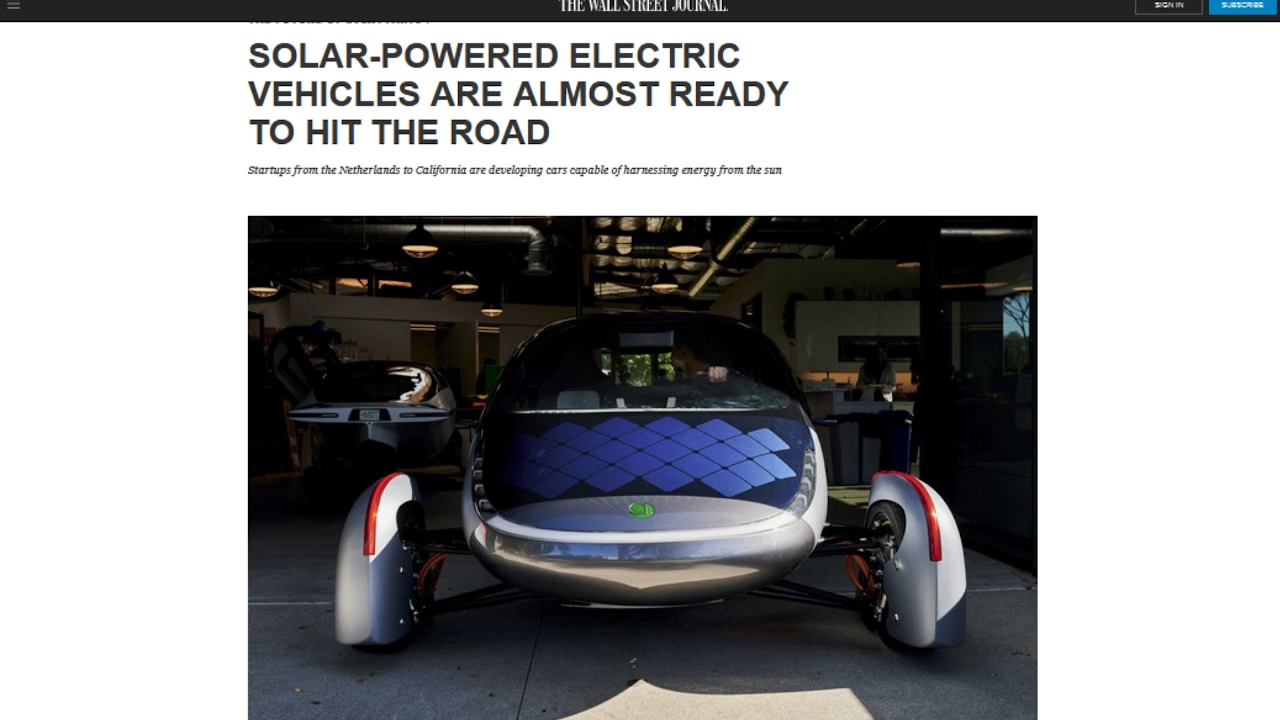 THE WALL STREET JOURNAL.
SIGN IN
SUBSCRIBE
SOLAR-POWERED ELECTRIC
VEHICLES ARE ALMOST READY
TO HIT THE ROAD
Startups from the Netherlands to California are developing cars capable of harnessing energy from the sun